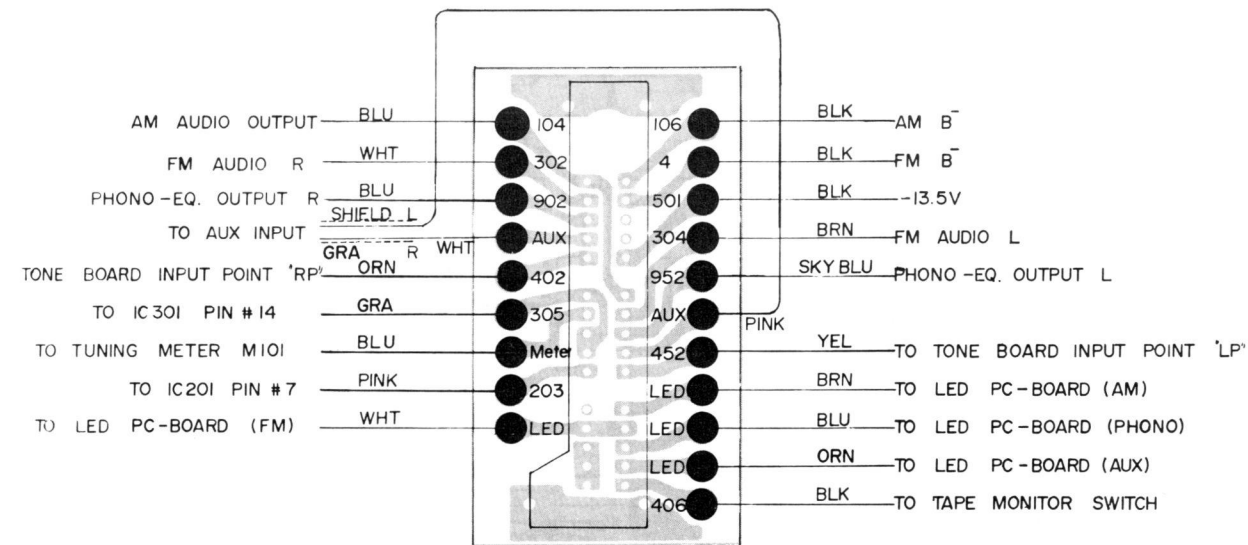 AM AUDIO OUTPUT BLU 104 106 BLK AM B-
FM AUDIO R WHT 302 4 BLK FM B-
PHONO-EQ. OUTPUT R BLU 902 501 BLK -13.5V
SHIELD L
TO AUX INPUT AUX 304 BRN FM AUDIO L
GRA R WHT
TONE BOARD INPUT POINT "RP" ORN 402 952 SKY BLU PHONO-EQ. OUTPUT L
TO IC301 PIN #14 GRA 305 AUX PINK
TO TUNING METER M101 BLU Meter 452 YEL TO TONE BOARD INPUT POINT "LP"
TO IC201 PIN #7 PINK 203 LED BRN TO LED PC-BOARD (AM)
TO LED PC-BOARD (FM) WHT LED LED BLU TO LED PC-BOARD (PHONO)
LED ORN TO LED PC-BOARD (AUX)
406 BLK TO TAPE MONITOR SWITCH